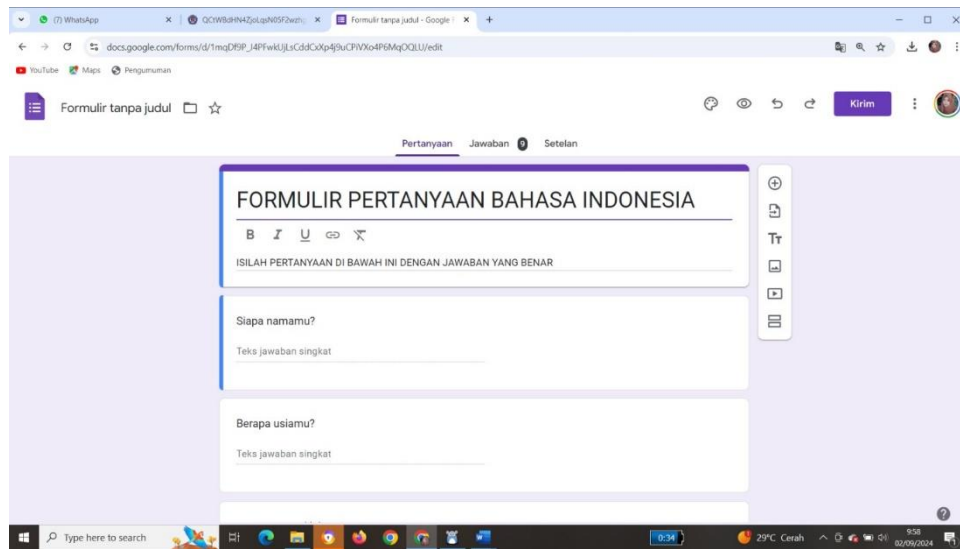 (7) WhatsApp
Formulir tanpa judul - Google F
docs.google.com/forms/d/1mqDf9P_J4PFwkUjLsCddCxXp4j9uCPiVXo4P6MqOQLU/edit
YouTube Maps Pengumuman
Formulir tanpa judul
Kirim
Pertanyaan Jawaban 9 Setelan
FORMULIR PERTANYAAN BAHASA INDONESIA
B I U
ISILAH PERTANYAAN DI BAWAH INI DENGAN JAWABAN YANG BENAR
Tт
Siapa namamu?
Teks jawaban singkat
Berapa usiamu?
Teks jawaban singkat
Type here to search
0:34
29°C Cerah
9:58
02/09/2024